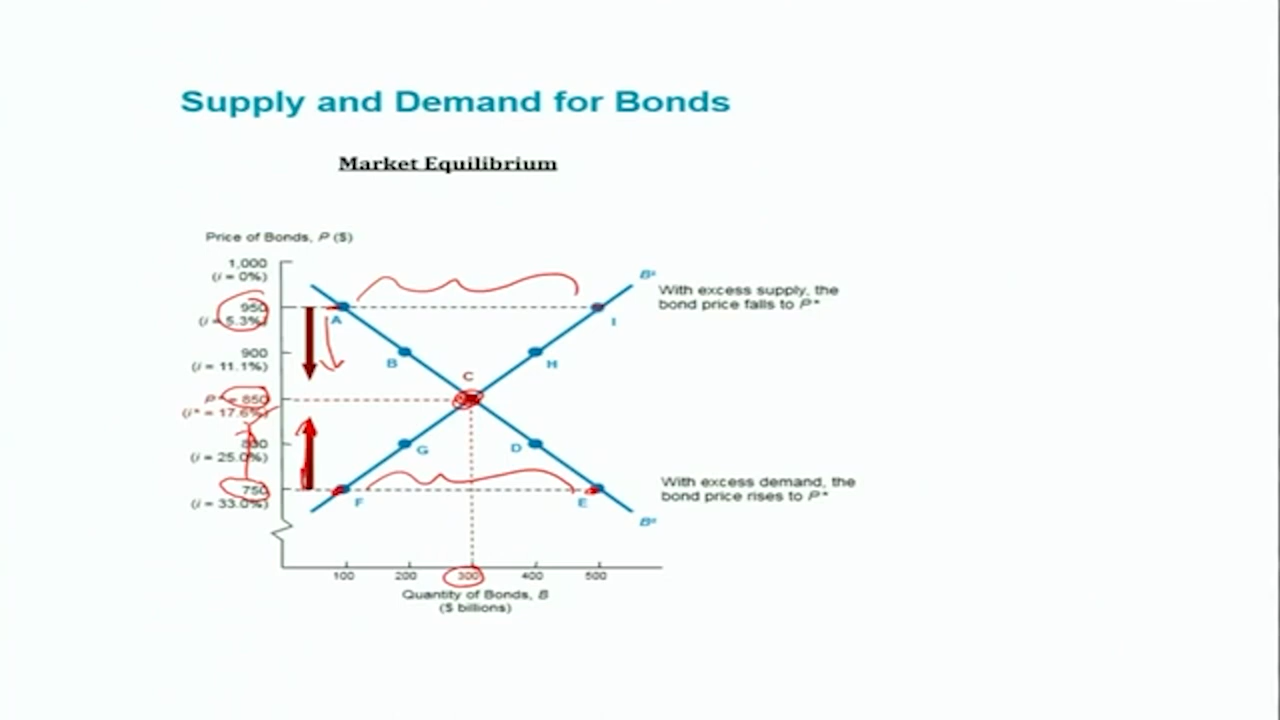 Supply and Demand for Bonds
Market Equilibrium
Price of Bonds, P ($)
1,000
(i = 0%)
Bˢ
With excess supply, the
bond price falls to P*
950
(i = 5.3%)
A
I
900
(i = 11.1%)
B
H
C
P* = 850
(i* = 17.6%)
800
(i = 25.0%)
G
D
With excess demand, the
bond price rises to P*
750
(i = 33.0%)
F
E
Bᵈ
100 200 300 400 500
Quantity of Bonds, B
($ billions)